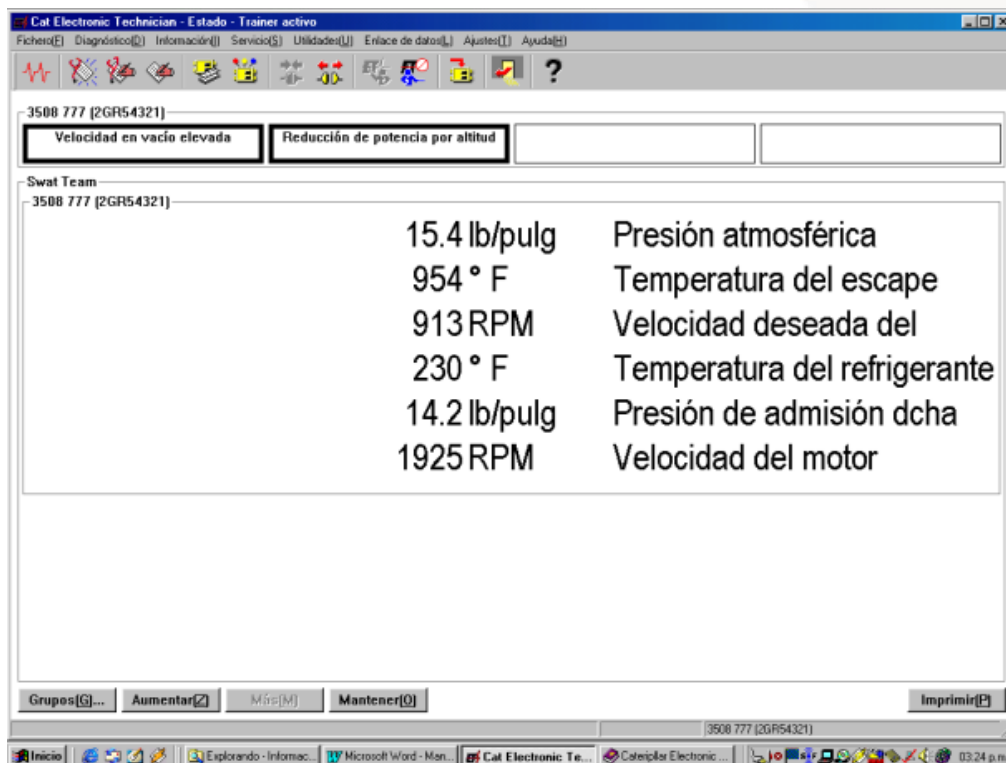 Cat Electronic Technician - Estado - Trainer activo
Fichero(F) Diagnóstico(D) Información(I) Servicio(S) Utilidades(U) Enlace de datos(L) Ajustes(T) Ayuda(H)
3508 777 (2GR54321)
Velocidad en vacío elevada
Reducción de potencia por altitud
Swat Team
3508 777 (2GR54321)
15.4 lb/pulg Presión atmosférica
954 ° F Temperatura del escape
913 RPM Velocidad deseada del
230 ° F Temperatura del refrigerante
14.2 lb/pulg Presión de admisión dcha
1925 RPM Velocidad del motor
Grupos(G)... Aumentar(Z) Más(M) Mantener(O) Imprimir(P)
3508 777 (2GR54321)
Inicio Explorando - Informac... Microsoft Word - Man... Cat Electronic Te... Caterpillar Electronic ... 03:24 p.m.